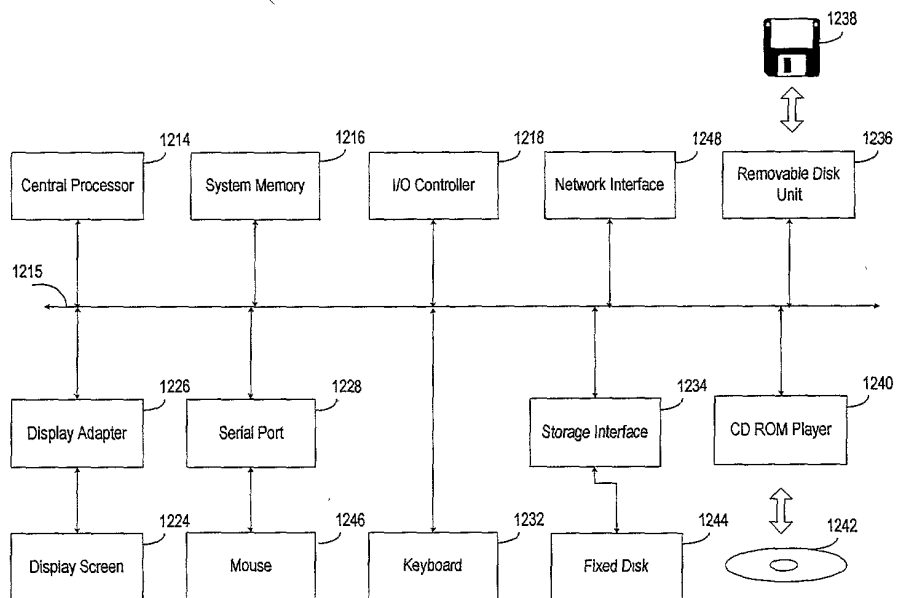 1238
1214
1216
1218
1248
1236
Central Processor
System Memory
I/O Controller
Network Interface
Removable Disk
Unit
1215
1226
1228
1234
1240
Display Adapter
Serial Port
Storage Interface
CD ROM Player
1224
1246
1232
1244
1242
Display Screen
Mouse
Keyboard
Fixed Disk